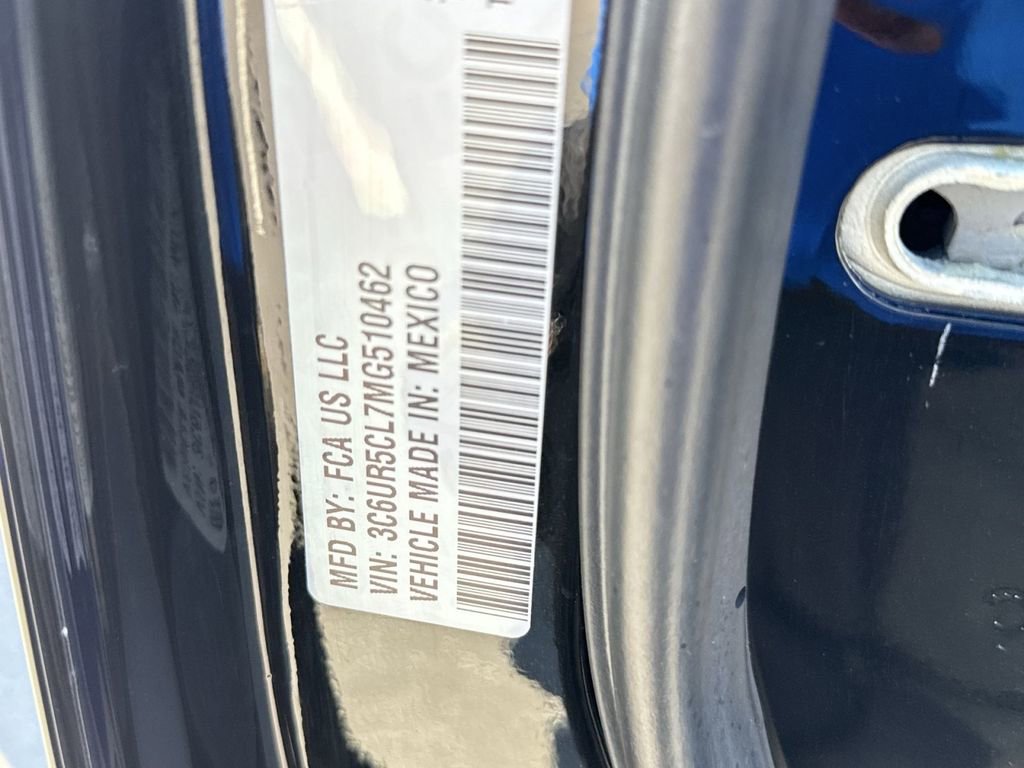 MFD BY: FCA US LLC
VIN: 3C6UR5CL7MG510462
VEHICLE MADE IN: MEXICO